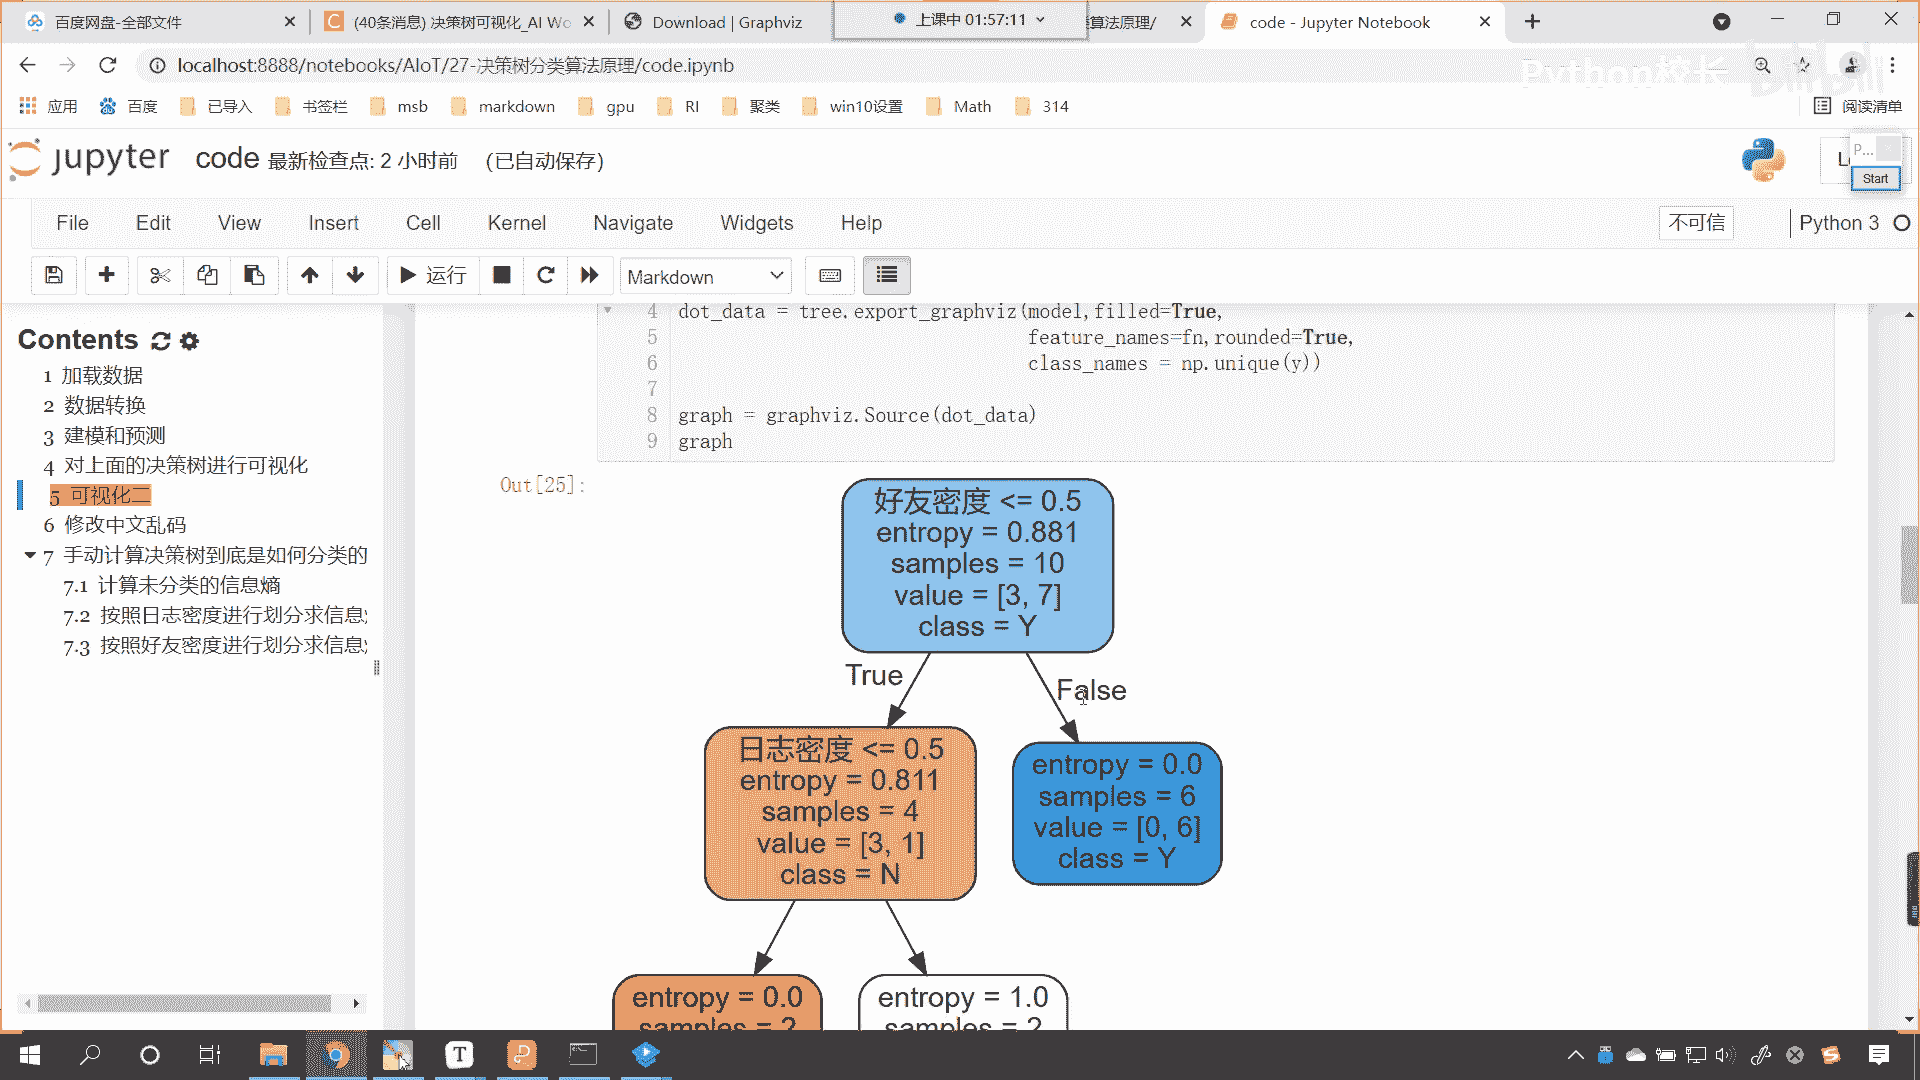 百度网盘-全部文件
(40条消息) 决策树可视化_AI Wo
Download | Graphviz
上课中 01:57:11
算法原理/
code - Jupyter Notebook
localhost:8888/notebooks/AIoT/27-决策树分类算法原理/code.ipynb
Python校长
bilibili
应用
百度
已导入
书签栏
msb
markdown
gpu
RI
聚类
win10设置
Math
314
阅读清单
jupyter
code 最新检查点: 2 小时前 (已自动保存)
P...
Start
File
Edit
View
Insert
Cell
Kernel
Navigate
Widgets
Help
不可信
Python 3
运行
Markdown
Contents
1 加载数据
2 数据转换
3 建模和预测
4 对上面的决策树进行可视化
5 可视化二
6 修改中文乱码
7 手动计算决策树到底是如何分类的
7.1 计算未分类的信息熵
7.2 按照日志密度进行划分求信息
7.3 按照好友密度进行划分求信息
4 dot_data = tree.export_graphviz(model,filled=True,
5 feature_names=fn,rounded=True,
6 class_names = np.unique(y))
7
8 graph = graphviz.Source(dot_data)
9 graph
Out[25]:
好友密度 <= 0.5
entropy = 0.881
samples = 10
value = [3, 7]
class = Y
True
False
日志密度 <= 0.5
entropy = 0.811
samples = 4
value = [3, 1]
class = N
entropy = 0.0
samples = 6
value = [0, 6]
class = Y
entropy = 0.0
samples = 2
entropy = 1.0
samples = 2